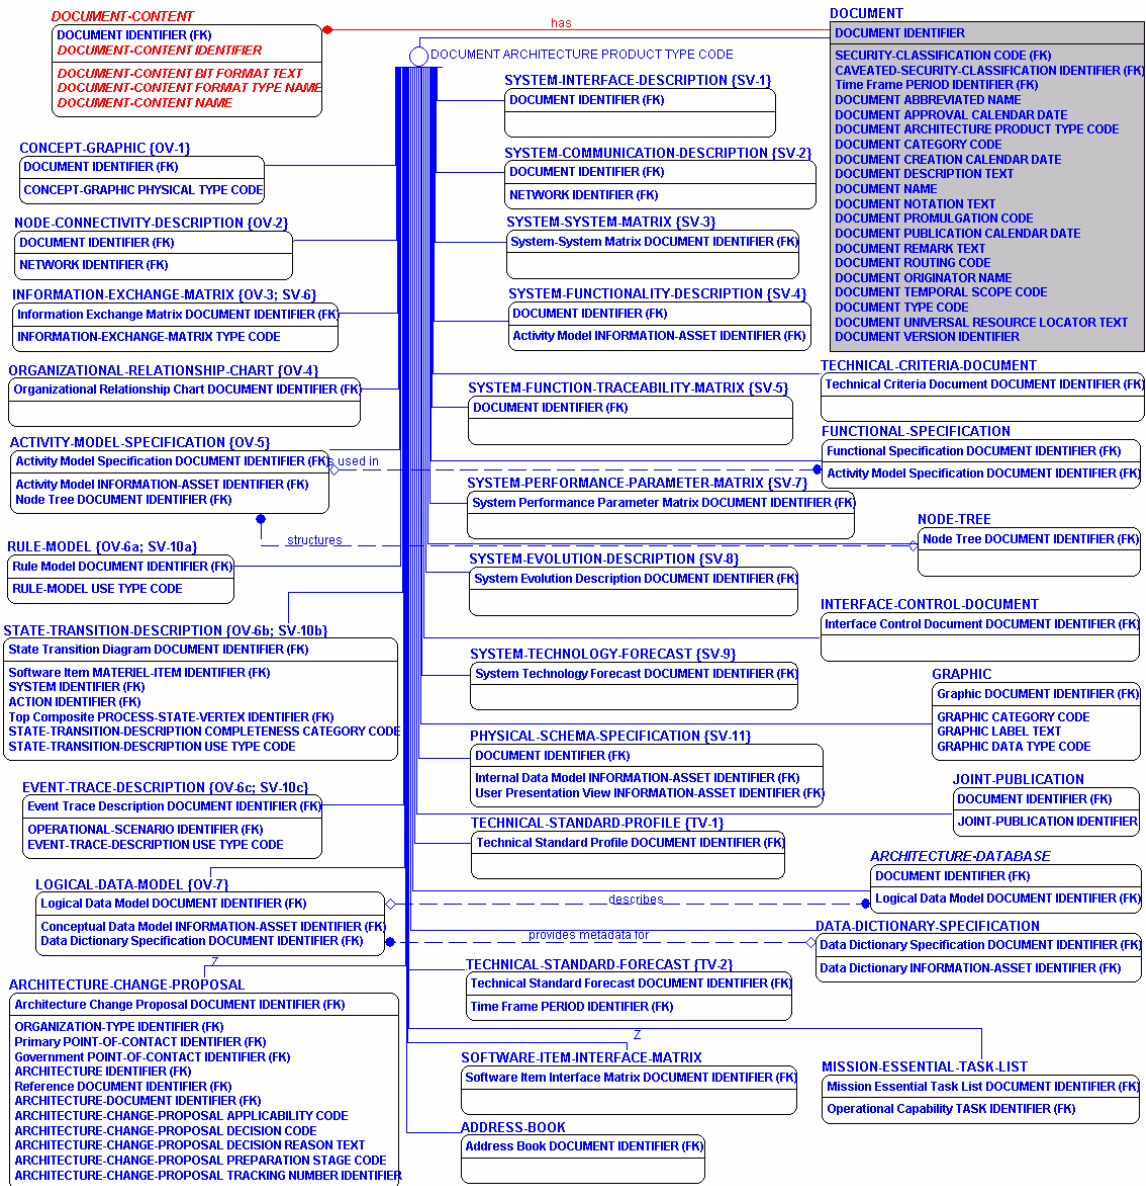 DOCUMENT-CONTENT
DOCUMENT IDENTIFIER (FK)
DOCUMENT-CONTENT IDENTIFIER
DOCUMENT-CONTENT BIT FORMAT TEXT
DOCUMENT-CONTENT FORMAT TYPE NAME
DOCUMENT-CONTENT NAME
has
DOCUMENT
DOCUMENT IDENTIFIER
SECURITY-CLASSIFICATION CODE (FK)
CAVEATED-SECURITY-CLASSIFICATION IDENTIFIER (FK)
Time Frame PERIOD IDENTIFIER (FK)
DOCUMENT ABBREVIATED NAME
DOCUMENT APPROVAL CALENDAR DATE
DOCUMENT ARCHITECTURE PRODUCT TYPE CODE
DOCUMENT CATEGORY CODE
DOCUMENT CREATION CALENDAR DATE
DOCUMENT DESCRIPTION TEXT
DOCUMENT NAME
DOCUMENT NOTATION TEXT
DOCUMENT PROMULGATION CODE
DOCUMENT PUBLICATION CALENDAR DATE
DOCUMENT REMARK TEXT
DOCUMENT ROUTING CODE
DOCUMENT ORIGINATOR NAME
DOCUMENT TEMPORAL SCOPE CODE
DOCUMENT TYPE CODE
DOCUMENT UNIVERSAL RESOURCE LOCATOR TEXT
DOCUMENT VERSION IDENTIFIER
DOCUMENT ARCHITECTURE PRODUCT TYPE CODE
CONCEPT-GRAPHIC {OV-1}
DOCUMENT IDENTIFIER (FK)
CONCEPT-GRAPHIC PHYSICAL TYPE CODE
NODE-CONNECTIVITY-DESCRIPTION {OV-2}
DOCUMENT IDENTIFIER (FK)
NETWORK IDENTIFIER (FK)
INFORMATION-EXCHANGE-MATRIX {OV-3; SV-6}
Information Exchange Matrix DOCUMENT IDENTIFIER (FK)
INFORMATION-EXCHANGE-MATRIX TYPE CODE
ORGANIZATIONAL-RELATIONSHIP-CHART {OV-4}
Organizational Relationship Chart DOCUMENT IDENTIFIER (FK)
ACTIVITY-MODEL-SPECIFICATION {OV-5}
Activity Model Specification DOCUMENT IDENTIFIER (FK)
Activity Model INFORMATION-ASSET IDENTIFIER (FK)
Node Tree DOCUMENT IDENTIFIER (FK)
used in
structures
RULE-MODEL {OV-6a; SV-10a}
Rule Model DOCUMENT IDENTIFIER (FK)
RULE-MODEL USE TYPE CODE
STATE-TRANSITION-DESCRIPTION {OV-6b; SV-10b}
State Transition Diagram DOCUMENT IDENTIFIER (FK)
Software Item MATERIEL-ITEM IDENTIFIER (FK)
SYSTEM IDENTIFIER (FK)
ACTION IDENTIFIER (FK)
Top Composite PROCESS-STATE-VERTEX IDENTIFIER (FK)
STATE-TRANSITION-DESCRIPTION COMPLETENESS CATEGORY CODE
STATE-TRANSITION-DESCRIPTION USE TYPE CODE
EVENT-TRACE-DESCRIPTION {OV-6c; SV-10c}
Event Trace Description DOCUMENT IDENTIFIER (FK)
OPERATIONAL-SCENARIO IDENTIFIER (FK)
EVENT-TRACE-DESCRIPTION USE TYPE CODE
LOGICAL-DATA-MODEL {OV-7}
Logical Data Model DOCUMENT IDENTIFIER (FK)
Conceptual Data Model INFORMATION-ASSET IDENTIFIER (FK)
Data Dictionary Specification DOCUMENT IDENTIFIER (FK)
Z
ARCHITECTURE-CHANGE-PROPOSAL
Architecture Change Proposal DOCUMENT IDENTIFIER (FK)
ORGANIZATION-TYPE IDENTIFIER (FK)
Primary POINT-OF-CONTACT IDENTIFIER (FK)
Government POINT-OF-CONTACT IDENTIFIER (FK)
ARCHITECTURE IDENTIFIER (FK)
Reference DOCUMENT IDENTIFIER (FK)
ARCHITECTURE-DOCUMENT IDENTIFIER (FK)
ARCHITECTURE-CHANGE-PROPOSAL APPLICABILITY CODE
ARCHITECTURE-CHANGE-PROPOSAL DECISION CODE
ARCHITECTURE-CHANGE-PROPOSAL DECISION REASON TEXT
ARCHITECTURE-CHANGE-PROPOSAL PREPARATION STAGE CODE
ARCHITECTURE-CHANGE-PROPOSAL TRACKING NUMBER IDENTIFIER
SYSTEM-INTERFACE-DESCRIPTION {SV-1}
DOCUMENT IDENTIFIER (FK)
SYSTEM-COMMUNICATION-DESCRIPTION {SV-2}
DOCUMENT IDENTIFIER (FK)
NETWORK IDENTIFIER (FK)
SYSTEM-SYSTEM-MATRIX {SV-3}
System-System Matrix DOCUMENT IDENTIFIER (FK)
SYSTEM-FUNCTIONALITY-DESCRIPTION {SV-4}
DOCUMENT IDENTIFIER (FK)
Activity Model INFORMATION-ASSET IDENTIFIER (FK)
SYSTEM-FUNCTION-TRACEABILITY-MATRIX {SV-5}
DOCUMENT IDENTIFIER (FK)
SYSTEM-PERFORMANCE-PARAMETER-MATRIX {SV-7}
System Performance Parameter Matrix DOCUMENT IDENTIFIER (FK)
SYSTEM-EVOLUTION-DESCRIPTION {SV-8}
System Evolution Description DOCUMENT IDENTIFIER (FK)
SYSTEM-TECHNOLOGY-FORECAST {SV-9}
System Technology Forecast DOCUMENT IDENTIFIER (FK)
PHYSICAL-SCHEMA-SPECIFICATION {SV-11}
DOCUMENT IDENTIFIER (FK)
Internal Data Model INFORMATION-ASSET IDENTIFIER (FK)
User Presentation View INFORMATION-ASSET IDENTIFIER (FK)
TECHNICAL-STANDARD-PROFILE {TV-1}
Technical Standard Profile DOCUMENT IDENTIFIER (FK)
describes
provides metadata for
TECHNICAL-STANDARD-FORECAST {TV-2}
Technical Standard Forecast DOCUMENT IDENTIFIER (FK)
Time Frame PERIOD IDENTIFIER (FK)
Z
SOFTWARE-ITEM-INTERFACE-MATRIX
Software Item Interface Matrix DOCUMENT IDENTIFIER (FK)
ADDRESS-BOOK
Address Book DOCUMENT IDENTIFIER (FK)
TECHNICAL-CRITERIA-DOCUMENT
Technical Criteria Document DOCUMENT IDENTIFIER (FK)
FUNCTIONAL-SPECIFICATION
Functional Specification DOCUMENT IDENTIFIER (FK)
Activity Model Specification DOCUMENT IDENTIFIER (FK)
NODE-TREE
Node Tree DOCUMENT IDENTIFIER (FK)
INTERFACE-CONTROL-DOCUMENT
Interface Control Document DOCUMENT IDENTIFIER (FK)
GRAPHIC
Graphic DOCUMENT IDENTIFIER (FK)
GRAPHIC CATEGORY CODE
GRAPHIC LABEL TEXT
GRAPHIC DATA TYPE CODE
JOINT-PUBLICATION
DOCUMENT IDENTIFIER (FK)
JOINT-PUBLICATION IDENTIFIER
ARCHITECTURE-DATABASE
DOCUMENT IDENTIFIER (FK)
Logical Data Model DOCUMENT IDENTIFIER (FK)
DATA-DICTIONARY-SPECIFICATION
Data Dictionary Specification DOCUMENT IDENTIFIER (FK)
Data Dictionary INFORMATION-ASSET IDENTIFIER (FK)
MISSION-ESSENTIAL-TASK-LIST
Mission Essential Task List DOCUMENT IDENTIFIER (FK)
Operational Capability TASK IDENTIFIER (FK)